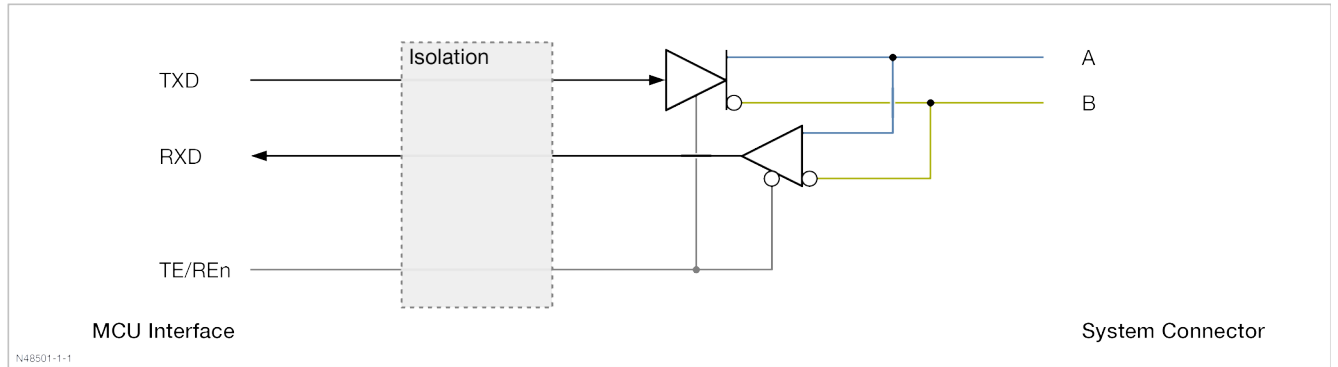 Isolation
TXD
A
B
RXD
TE/REn
MCU Interface
System Connector
N48501-1-1